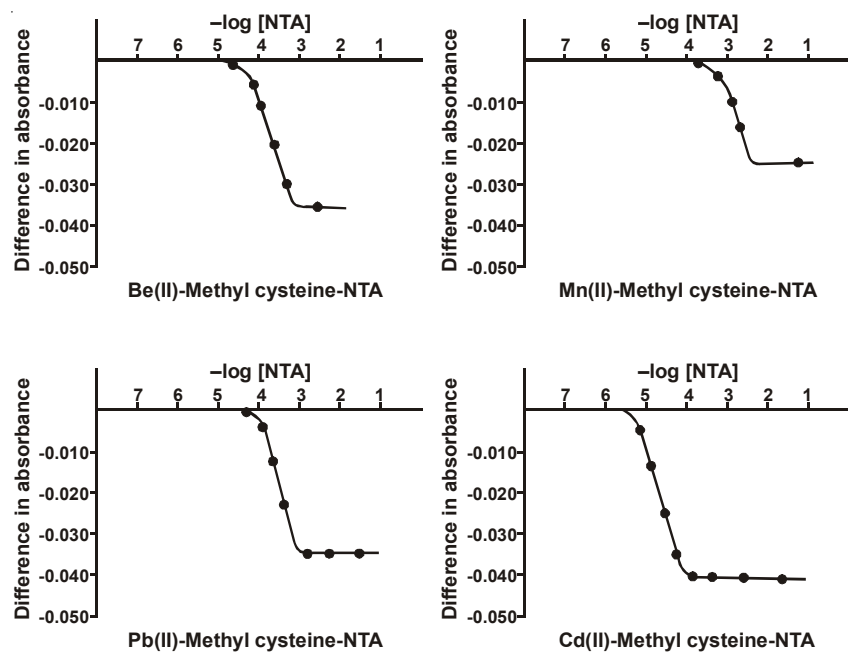 –log [NTA]
7 6 5 4 3 2 1
Difference in absorbance
-0.010
-0.020
-0.030
-0.040
-0.050
Be(II)-Methyl cysteine-NTA
–log [NTA]
7 6 5 4 3 2 1
Difference in absorbance
-0.010
-0.020
-0.030
-0.040
-0.050
Mn(II)-Methyl cysteine-NTA
–log [NTA]
7 6 5 4 3 2 1
Difference in absorbance
-0.010
-0.020
-0.030
-0.040
-0.050
Pb(II)-Methyl cysteine-NTA
–log [NTA]
7 6 5 4 3 2 1
Difference in absorbance
-0.010
-0.020
-0.030
-0.040
-0.050
Cd(II)-Methyl cysteine-NTA